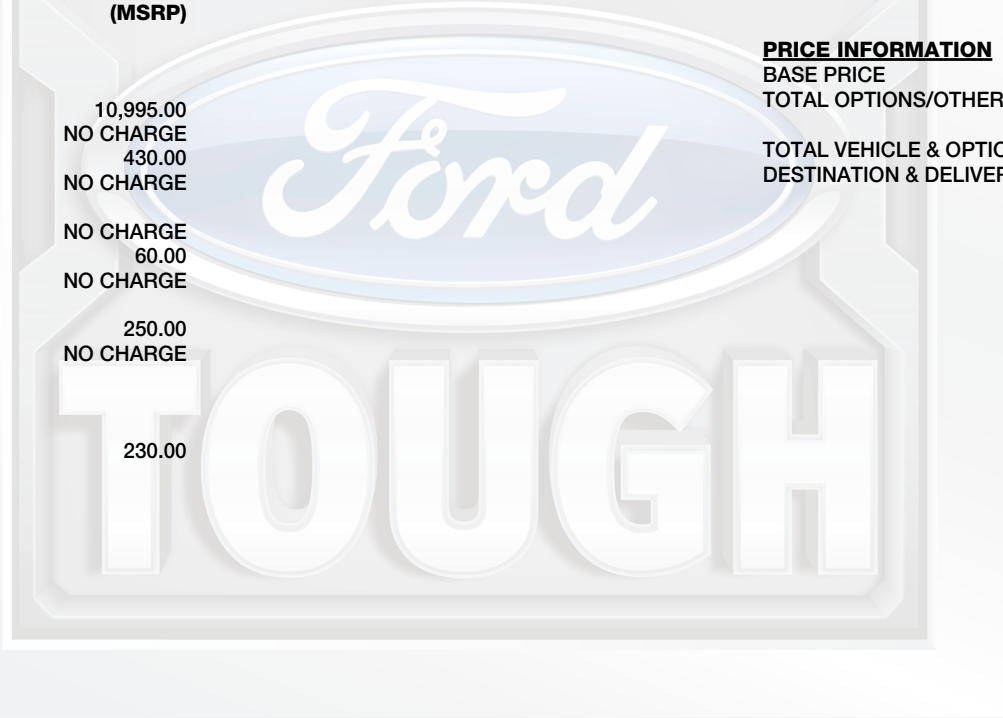 (MSRP)
10,995.00
NO CHARGE
430.00
NO CHARGE
NO CHARGE
60.00
NO CHARGE
250.00
NO CHARGE
230.00
PRICE INFORMATION
BASE PRICE
TOTAL OPTIONS/OTHER
TOTAL VEHICLE & OPTIO
DESTINATION & DELIVER
Ford
TOUGH